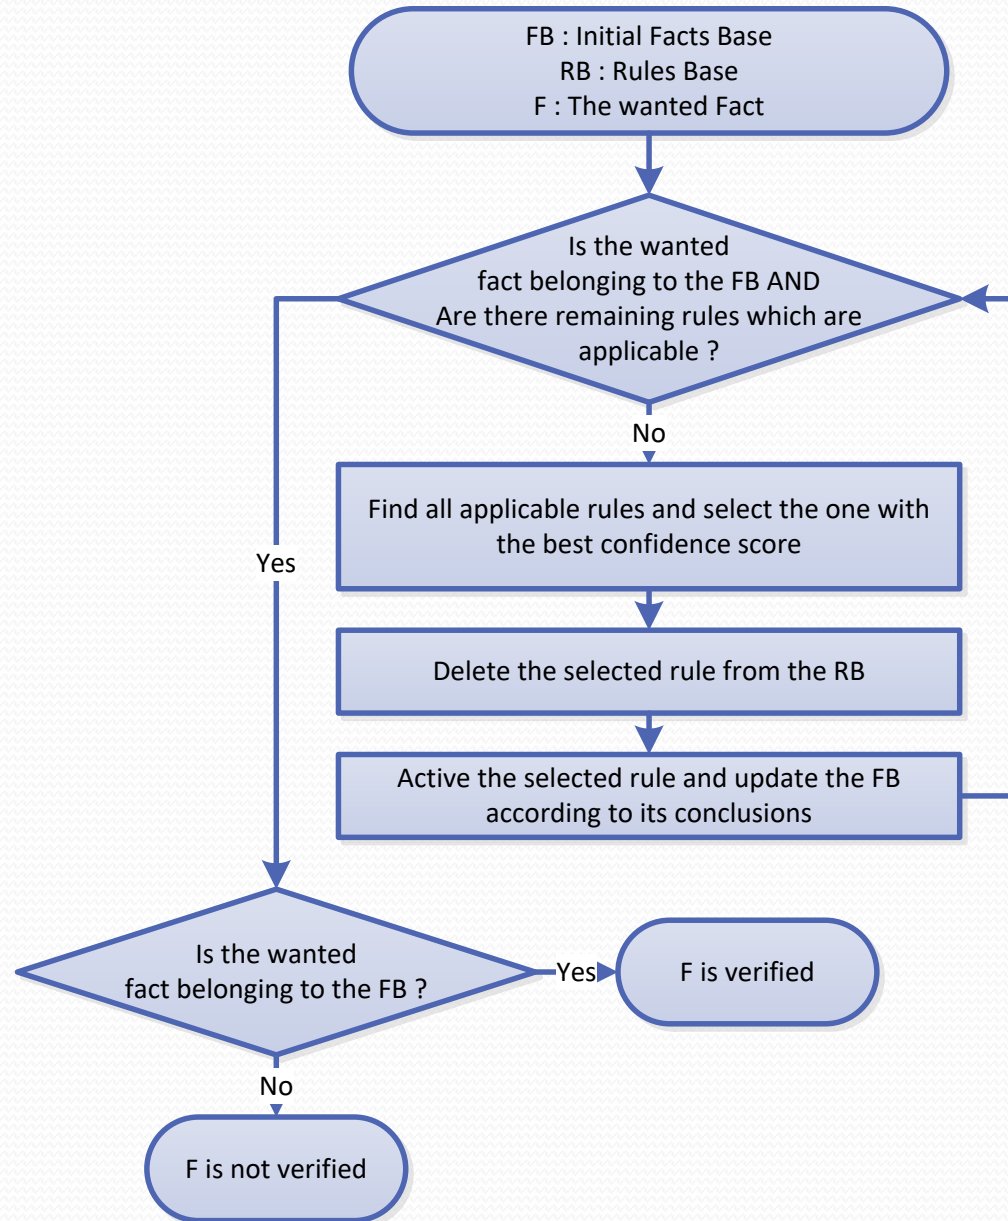 FB : Initial Facts Base
RB : Rules Base
F : The wanted Fact
Is the wanted
fact belonging to the FB AND
Are there remaining rules which are
applicable ?
No
Find all applicable rules and select the one with
the best confidence score
Yes
Delete the selected rule from the RB
Active the selected rule and update the FB
according to its conclusions
Is the wanted
fact belonging to the FB ?
Yes
F is verified
No
F is not verified